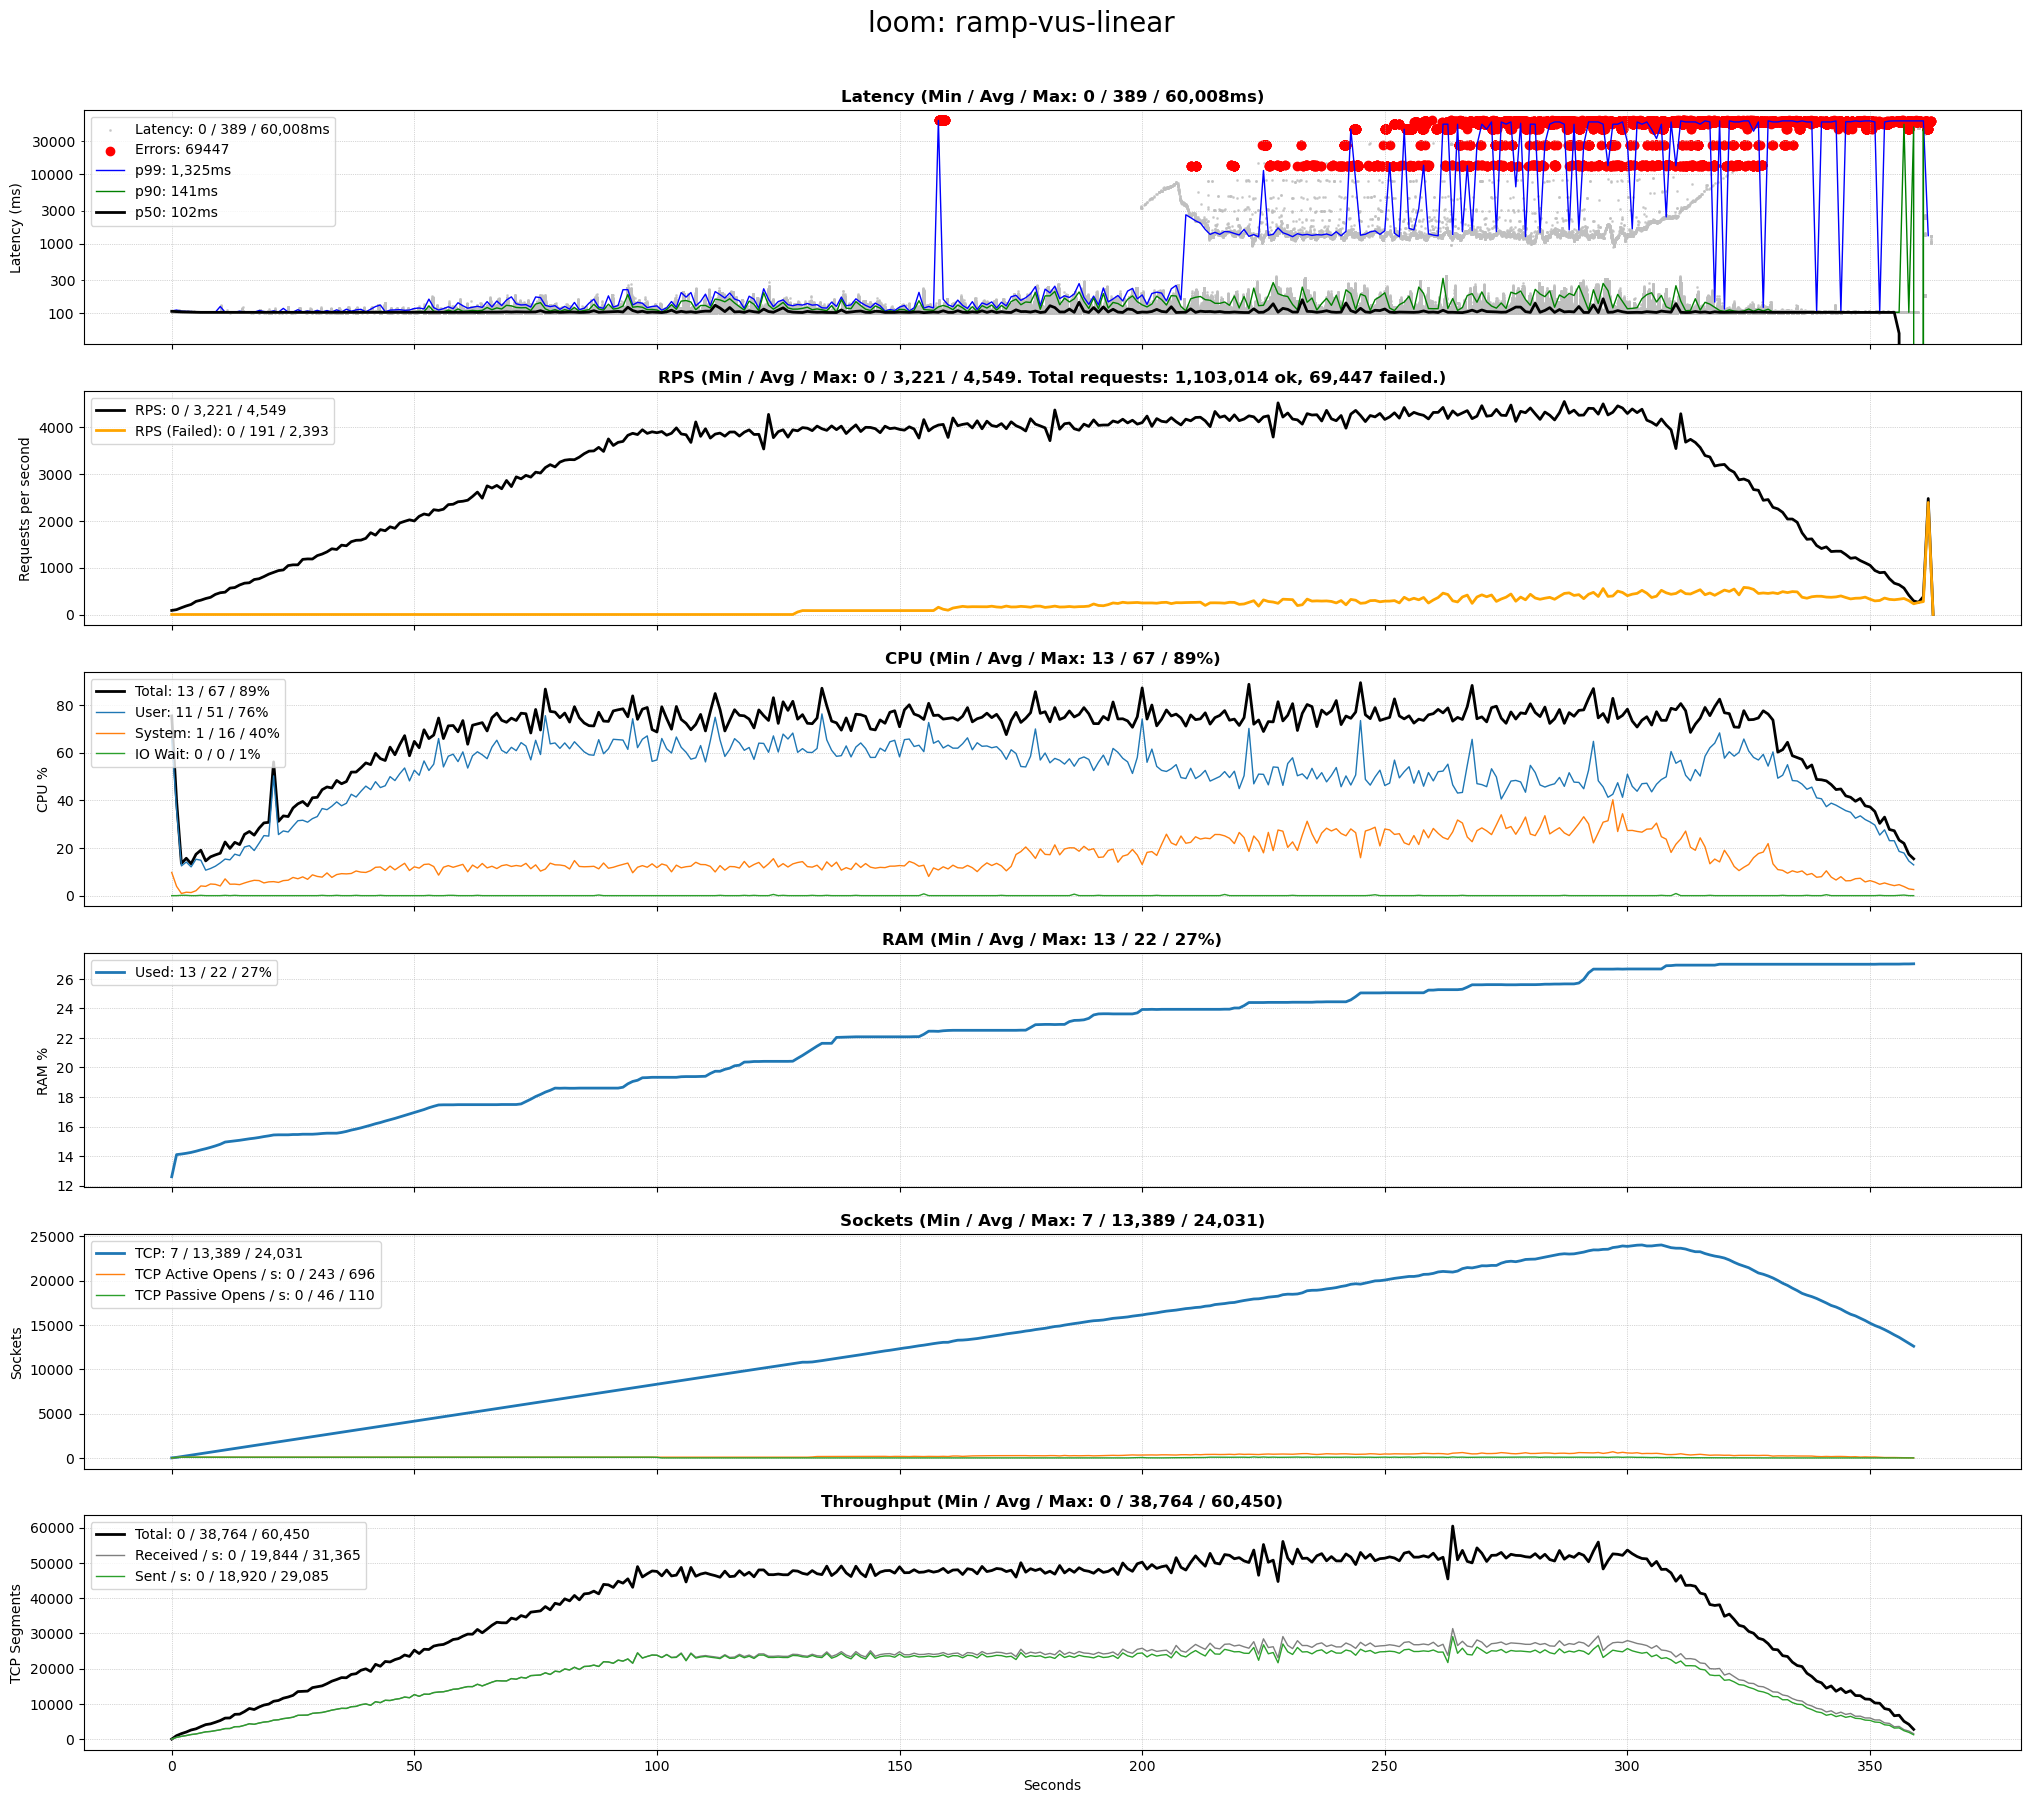 loom: ramp-vus-linear
Latency (Min / Avg / Max: 0 / 389 / 60,008ms)
Latency (ms)
30000
10000
3000
1000
300
100
Latency: 0 / 389 / 60,008ms
Errors: 69447
p99: 1,325ms
p90: 141ms
p50: 102ms
RPS (Min / Avg / Max: 0 / 3,221 / 4,549. Total requests: 1,103,014 ok, 69,447 failed.)
Requests per second
4000
3000
2000
1000
0
RPS: 0 / 3,221 / 4,549
RPS (Failed): 0 / 191 / 2,393
CPU (Min / Avg / Max: 13 / 67 / 89%)
CPU %
80
60
40
20
0
Total: 13 / 67 / 89%
User: 11 / 51 / 76%
System: 1 / 16 / 40%
IO Wait: 0 / 0 / 1%
RAM (Min / Avg / Max: 13 / 22 / 27%)
RAM %
26
24
22
20
18
16
14
12
Used: 13 / 22 / 27%
Sockets (Min / Avg / Max: 7 / 13,389 / 24,031)
Sockets
25000
20000
15000
10000
5000
0
TCP: 7 / 13,389 / 24,031
TCP Active Opens / s: 0 / 243 / 696
TCP Passive Opens / s: 0 / 46 / 110
Throughput (Min / Avg / Max: 0 / 38,764 / 60,450)
TCP Segments
60000
50000
40000
30000
20000
10000
0
Total: 0 / 38,764 / 60,450
Received / s: 0 / 19,844 / 31,365
Sent / s: 0 / 18,920 / 29,085
0 50 100 150 200 250 300 350
Seconds